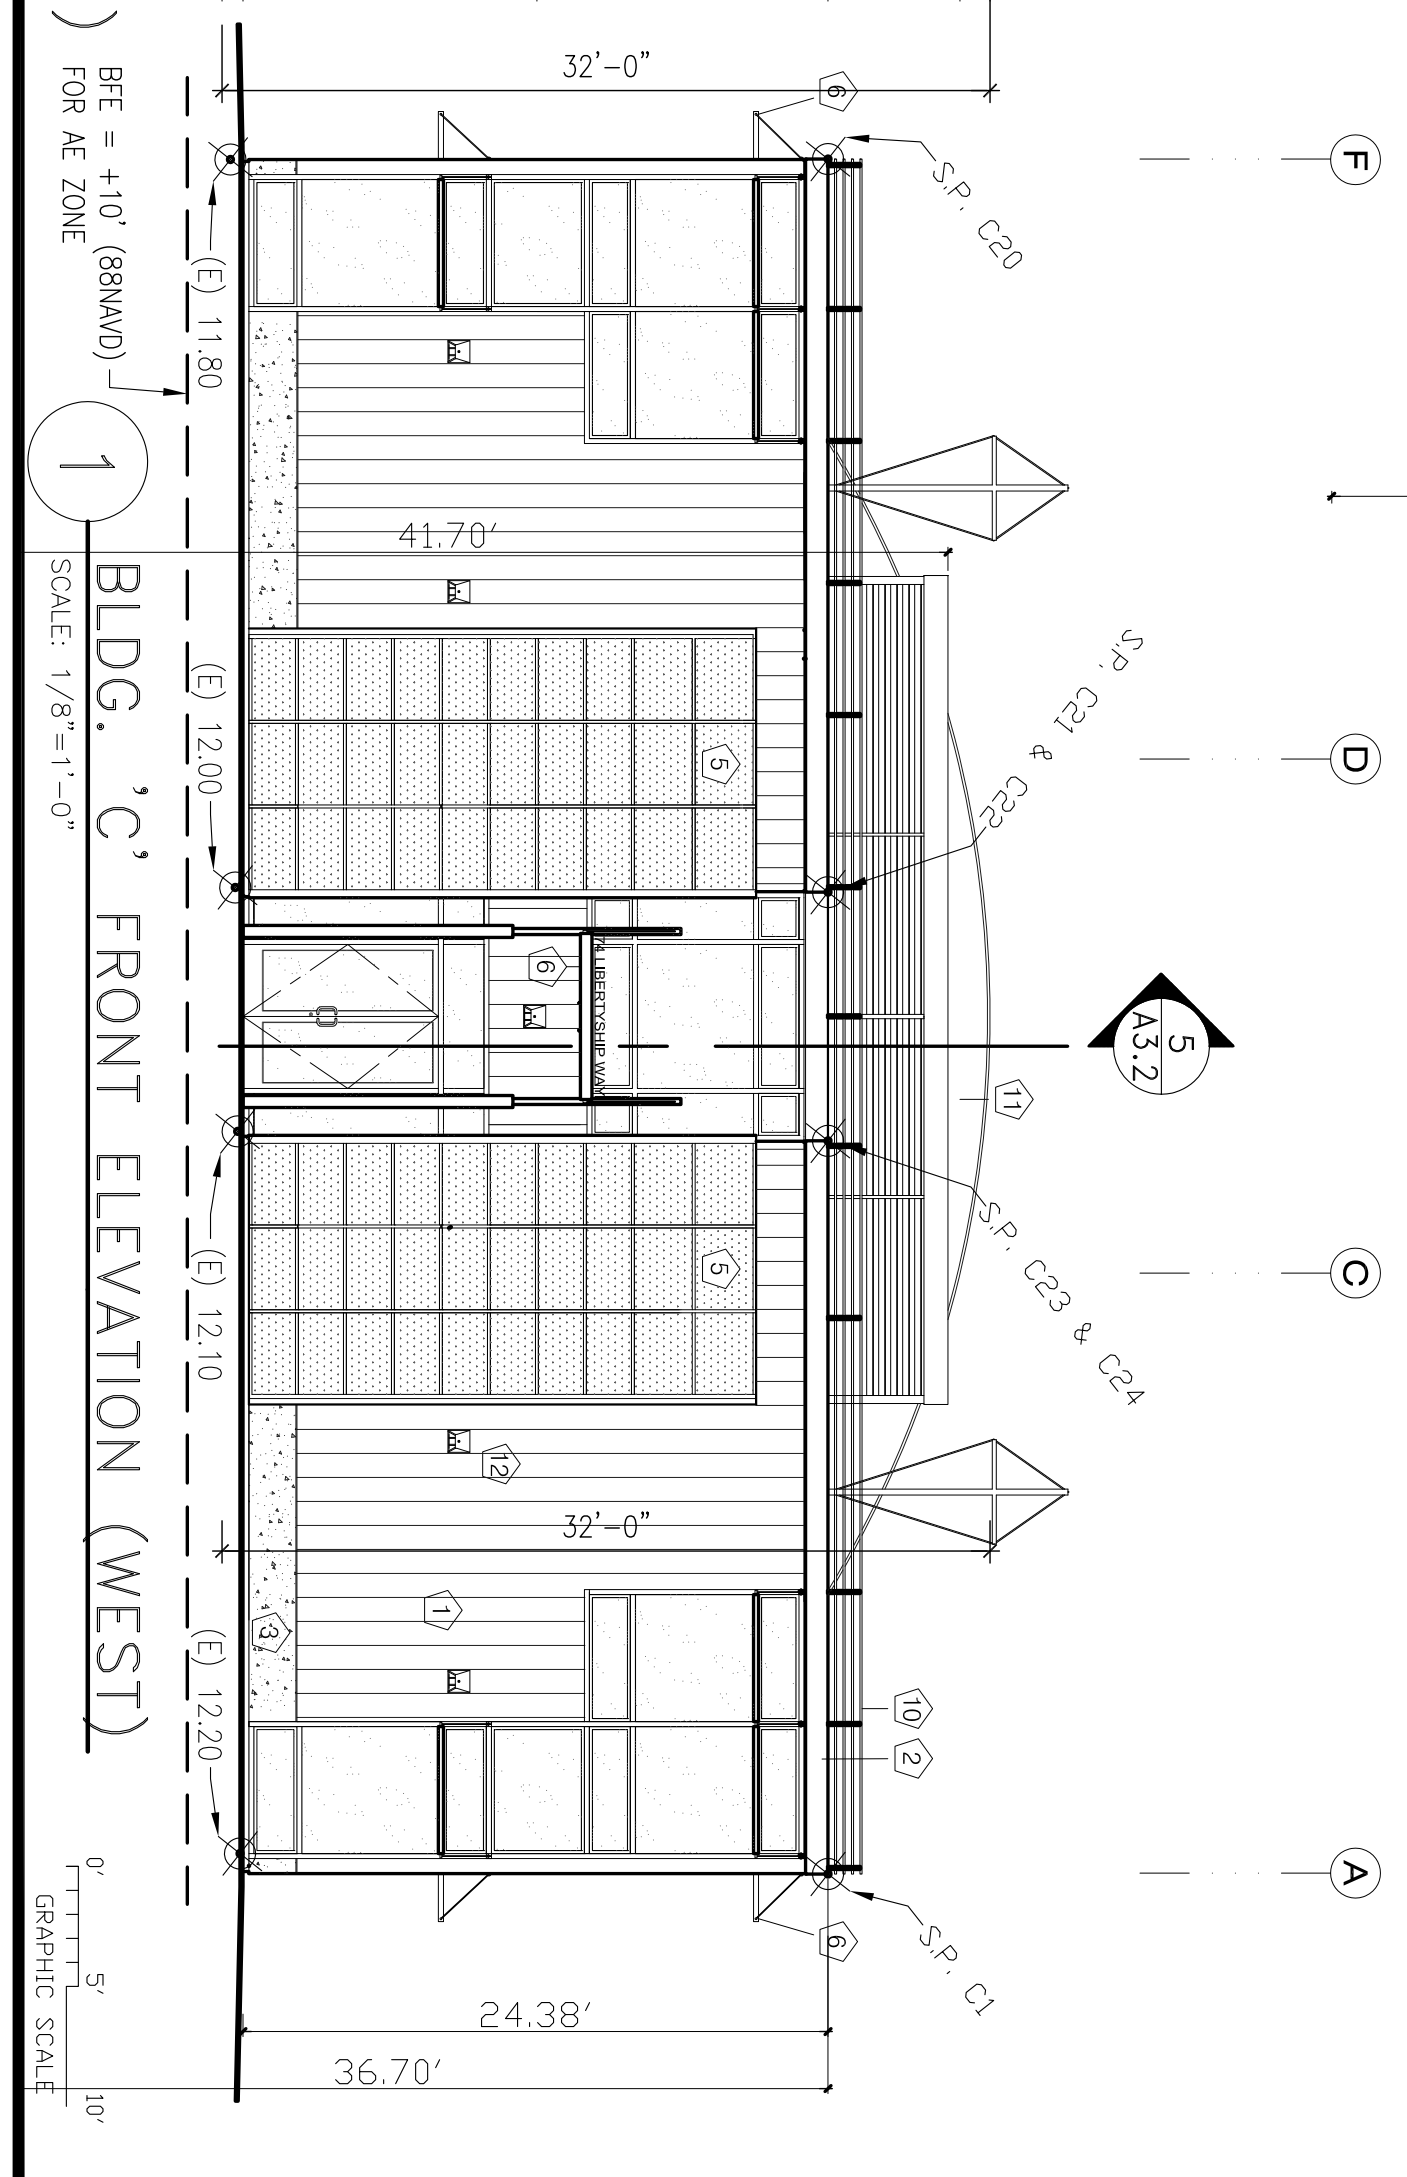 F
D
C
A
S.P. C20
S.P. C21 & C22
5
A3.2
11
S.P. C23 & C24
10
2
S.P. C1
32'-0"
6
41.70'
5
6
74 LIBERTYSHIP WAY
5
12
32'-0"
1
3
6
24.38'
36.70'
(E) 11.80
(E) 12.00
(E) 12.10
(E) 12.20
BFE = +10' (88NAVD)
FOR AE ZONE
1
BLDG. 'C' FRONT ELEVATION (WEST)
SCALE: 1/8"=1'-0"
0' 5' 10'
GRAPHIC SCALE
)